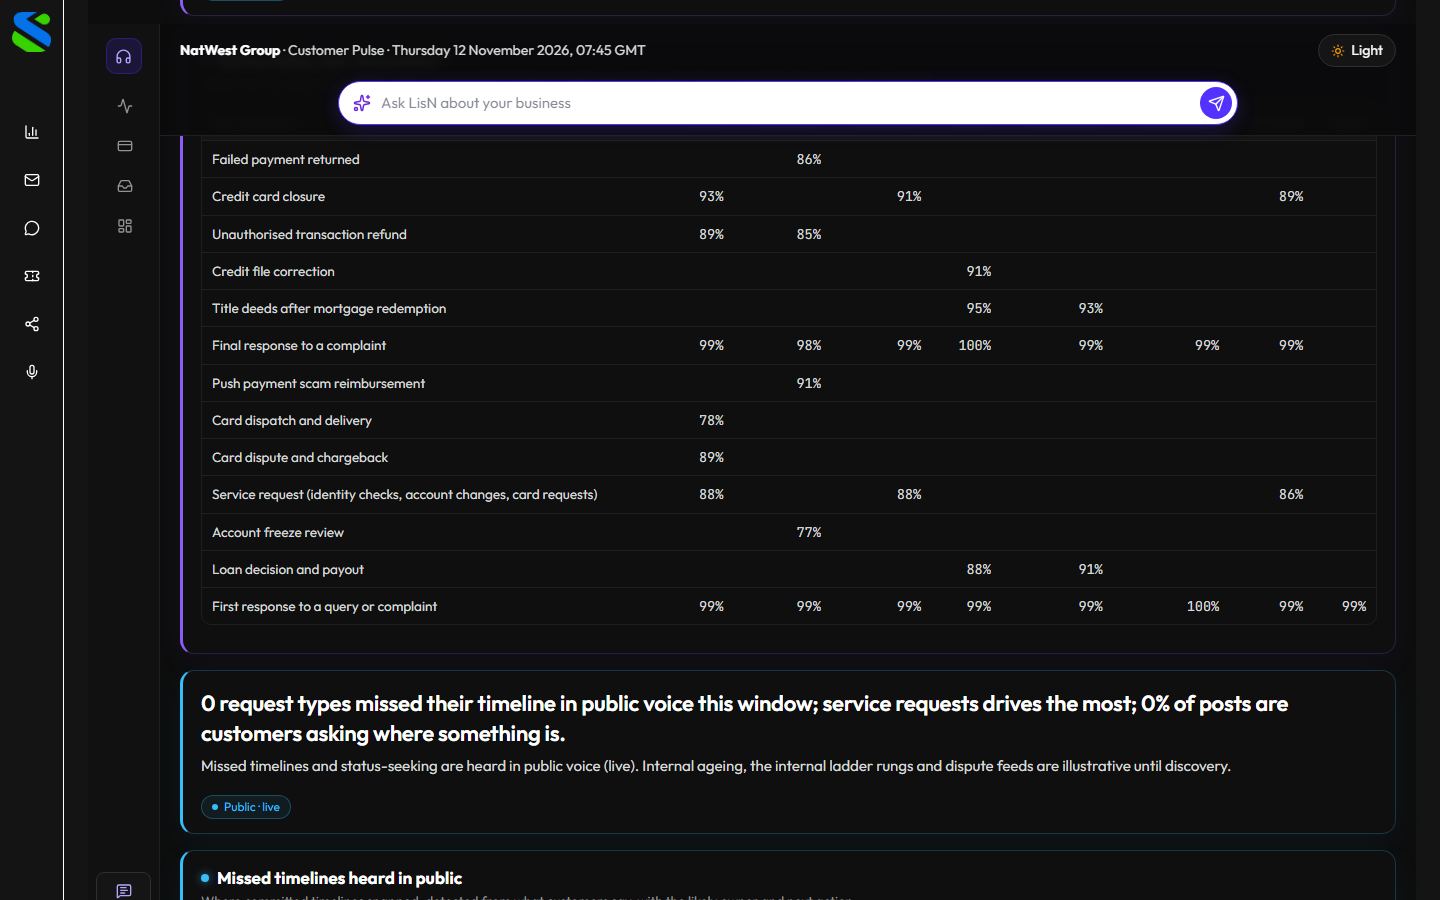 NatWest Group · Customer Pulse · Thursday 12 November 2026, 07:45 GMT
Light
Ask LisN about your business
Failed payment returned 86%
Credit card closure 93% 91% 89%
Unauthorised transaction refund 89% 85%
Credit file correction 91%
Title deeds after mortgage redemption 95% 93%
Final response to a complaint 99% 98% 99% 100% 99% 99% 99%
Push payment scam reimbursement 91%
Card dispatch and delivery 78%
Card dispute and chargeback 89%
Service request (identity checks, account changes, card requests) 88% 88% 86%
Account freeze review 77%
Loan decision and payout 88% 91%
First response to a query or complaint 99% 99% 99% 99% 99% 100% 99% 99%
0 request types missed their timeline in public voice this window; service requests drives the most; 0% of posts are
customers asking where something is.
Missed timelines and status-seeking are heard in public voice (live). Internal ageing, the internal ladder rungs and dispute feeds are illustrative until discovery.
Public · live
Missed timelines heard in public